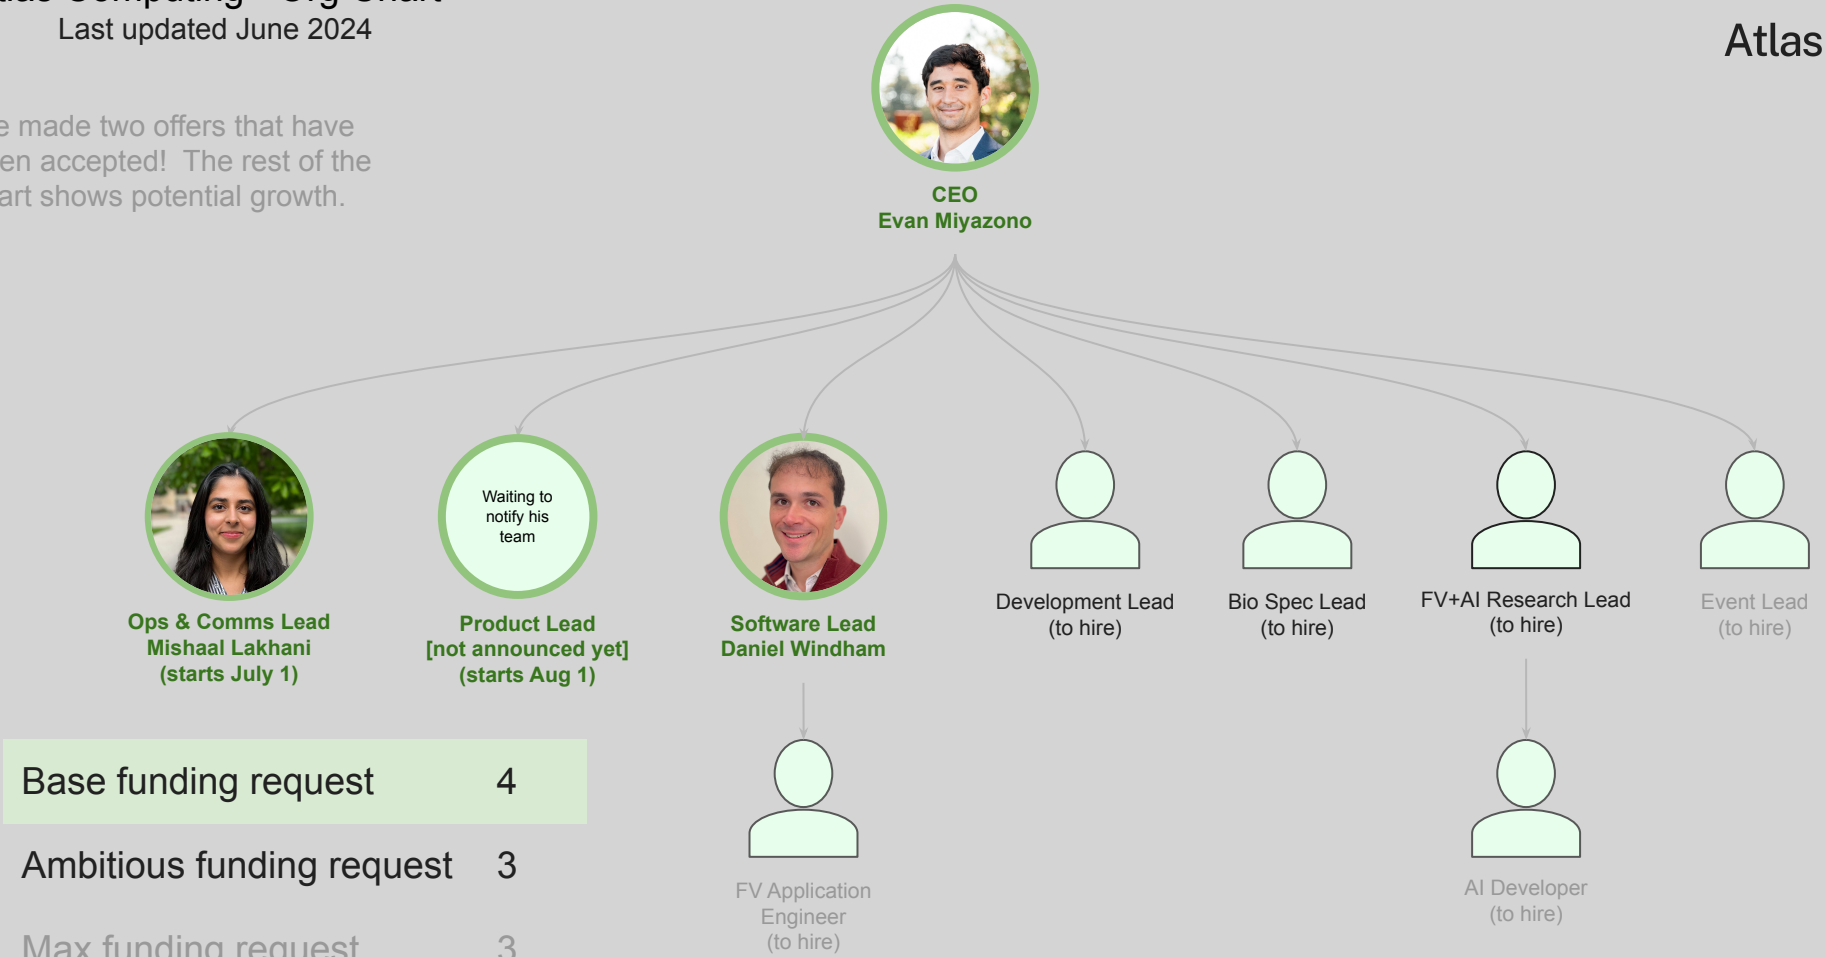 Last updated June 2024
Atlas
made two offers that have
accepted! The rest of the
shows potential growth.
CEO
Evan Miyazono
Waiting to
notify his
team
Ops & Comms Lead
Mishaal Lakhani
(starts July 1)
Product Lead
[not announced yet]
(starts Aug 1)
Software Lead
Daniel Windham
Development Lead
(to hire)
Bio Spec Lead
(to hire)
FV+AI Research Lead
(to hire)
Event Lead
(to hire)
Base funding request 4
Ambitious funding request 3
Max funding request 3
FV Application
Engineer
(to hire)
AI Developer
(to hire)